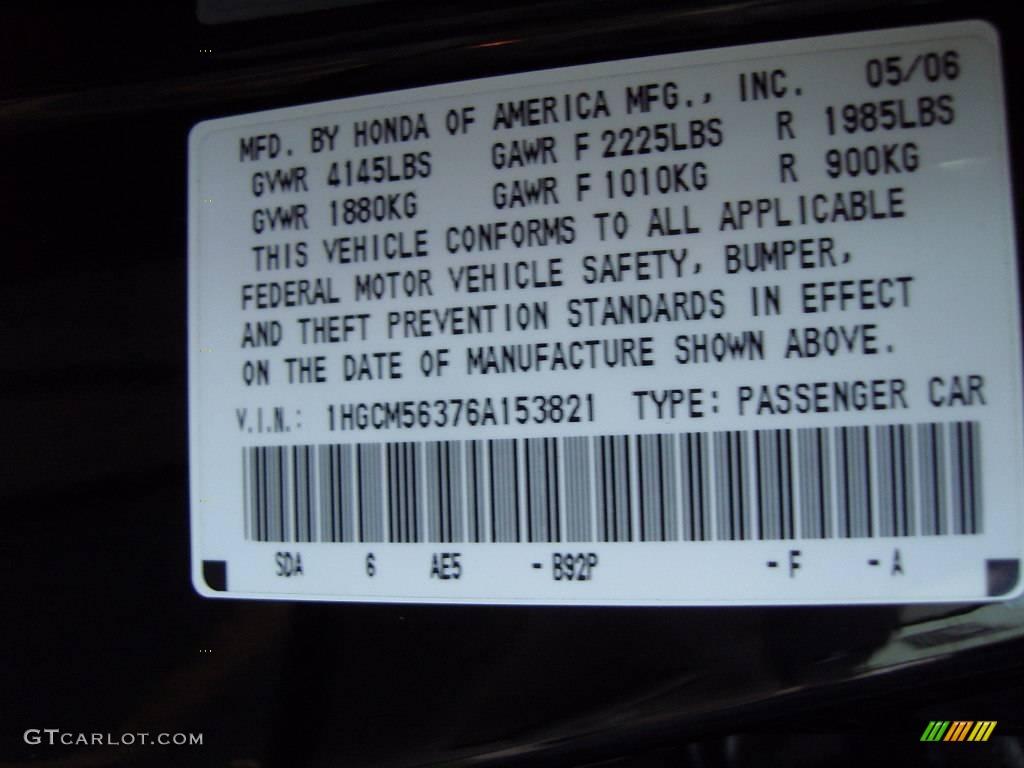 MFD. BY HONDA OF AMERICA MFG., INC. 05/06
GVWR 4145LBS GAWR F 2225LBS R 1985LBS
GVWR 1880KG GAWR F 1010KG R 900KG
THIS VEHICLE CONFORMS TO ALL APPLICABLE
FEDERAL MOTOR VEHICLE SAFETY, BUMPER,
AND THEFT PREVENTION STANDARDS IN EFFECT
ON THE DATE OF MANUFACTURE SHOWN ABOVE.
V.I.N.: 1HGCM56376A153821 TYPE: PASSENGER CAR
SDA 6 AE5 - B92P - F - A
GTCARLOT.COM